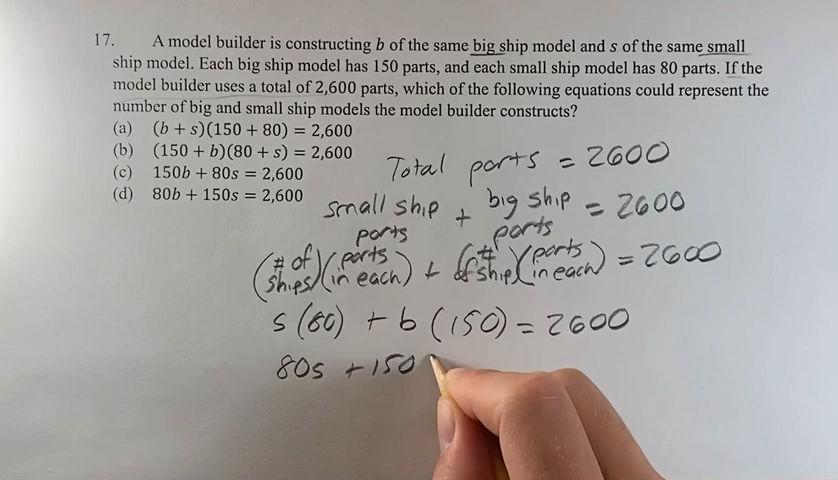 17. A model builder is constructing b of the same big ship model and s of the same small
ship model. Each big ship model has 150 parts, and each small ship model has 80 parts. If the
model builder uses a total of 2,600 parts, which of the following equations could represent the
number of big and small ship models the model builder constructs?
(a) (b + s)(150 + 80) = 2,600
(b) (150 + b)(80 + s) = 2,600
(c) 150b + 80s = 2,600
(d) 80b + 150s = 2,600
Total parts = 2600
small ship parts + big ship parts = 2600
(# of ships)(parts in each) + (# of ship)(parts in each) = 2600
s (80) + b (150) = 2600
80s + 150